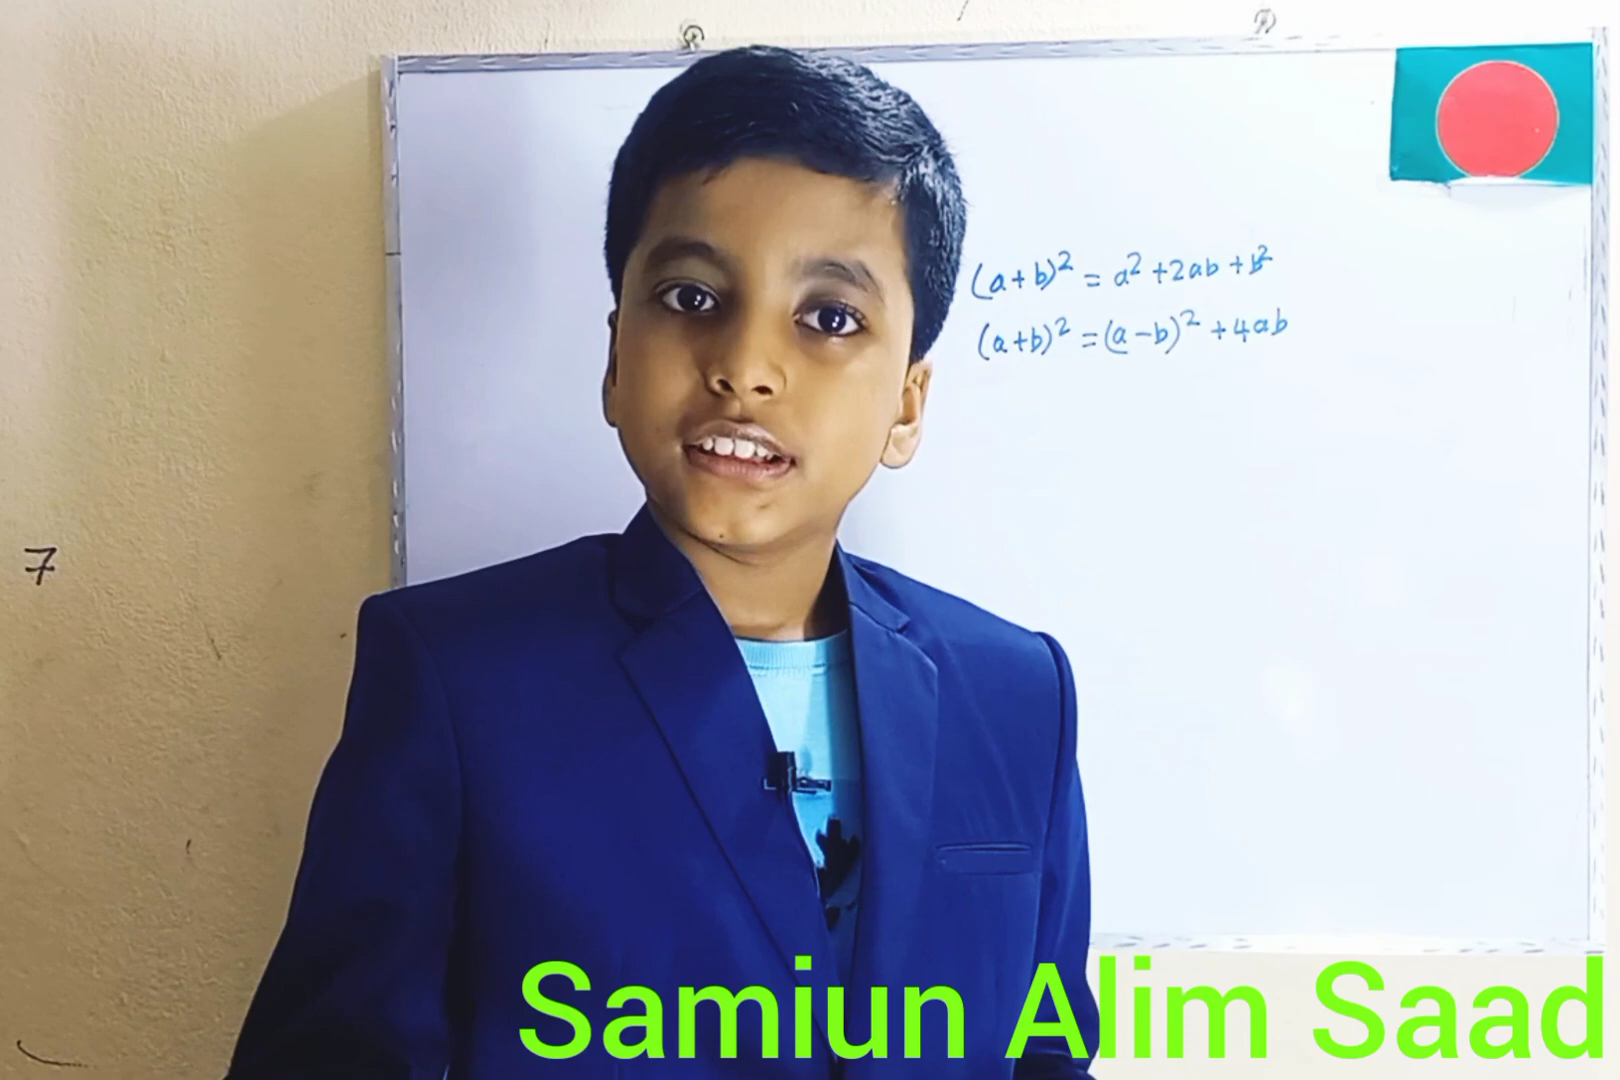 (a+b)² = a² + 2ab + b²
(a+b)² = (a-b)² + 4ab
7
Samiun Alim Saad